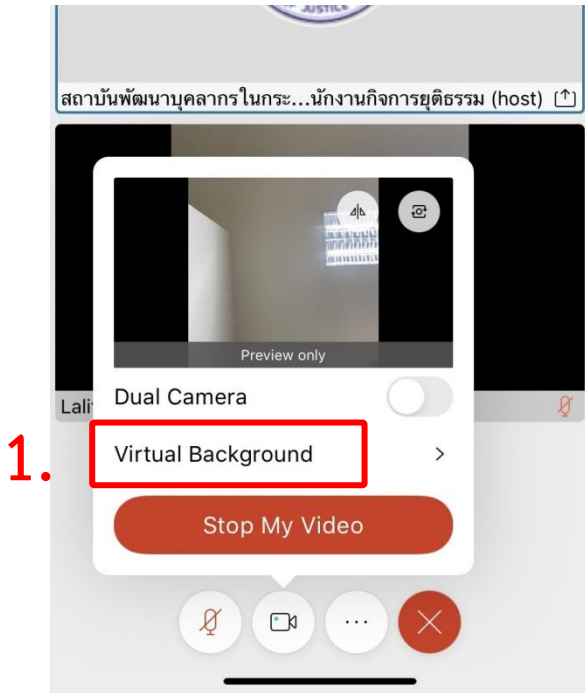 JUSTICE
สถาบันพัฒนาบุคลากรในกระ...นักงานกิจการยุติธรรม (host)
Preview only
Dual Camera
Lali
1.
Virtual Background
Stop My Video